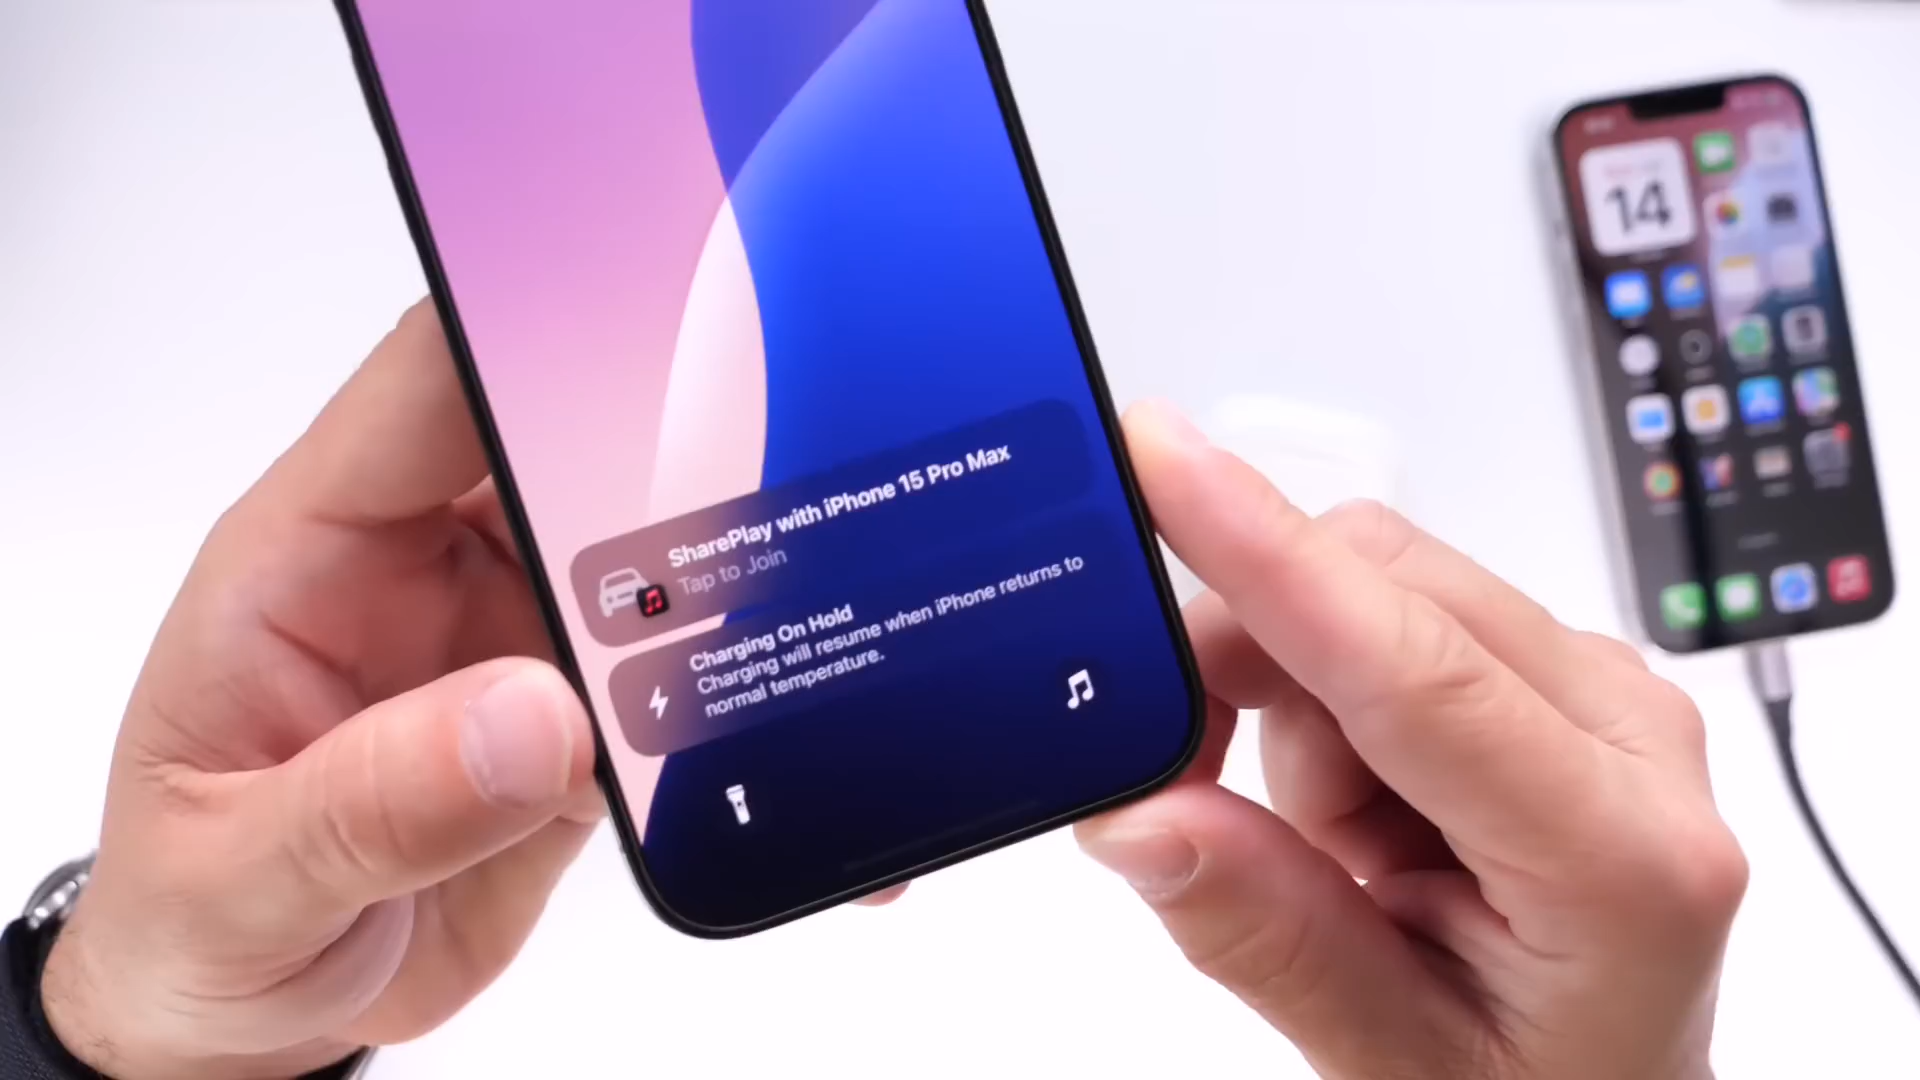 SharePlay with iPhone 15 Pro Max
Tap to Join
Charging On Hold
Charging will resume when iPhone returns to
normal temperature.
14